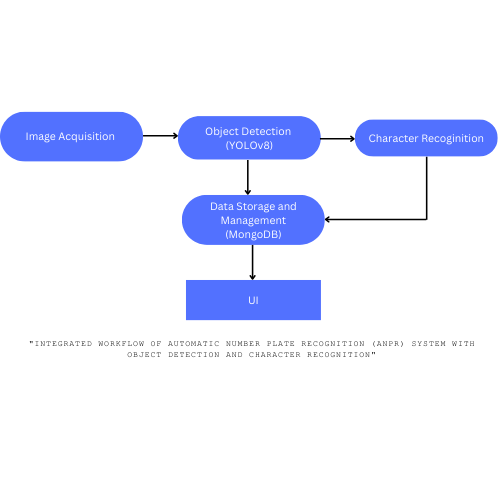 Image Acquisition
Object Detection
(YOLOv8)
Character Recoginition
Data Storage and
Management
(MongoDB)
UI
"INTEGRATED WORKFLOW OF AUTOMATIC NUMBER PLATE RECOGNITION (ANPR) SYSTEM WITH
OBJECT DETECTION AND CHARACTER RECOGNITION"